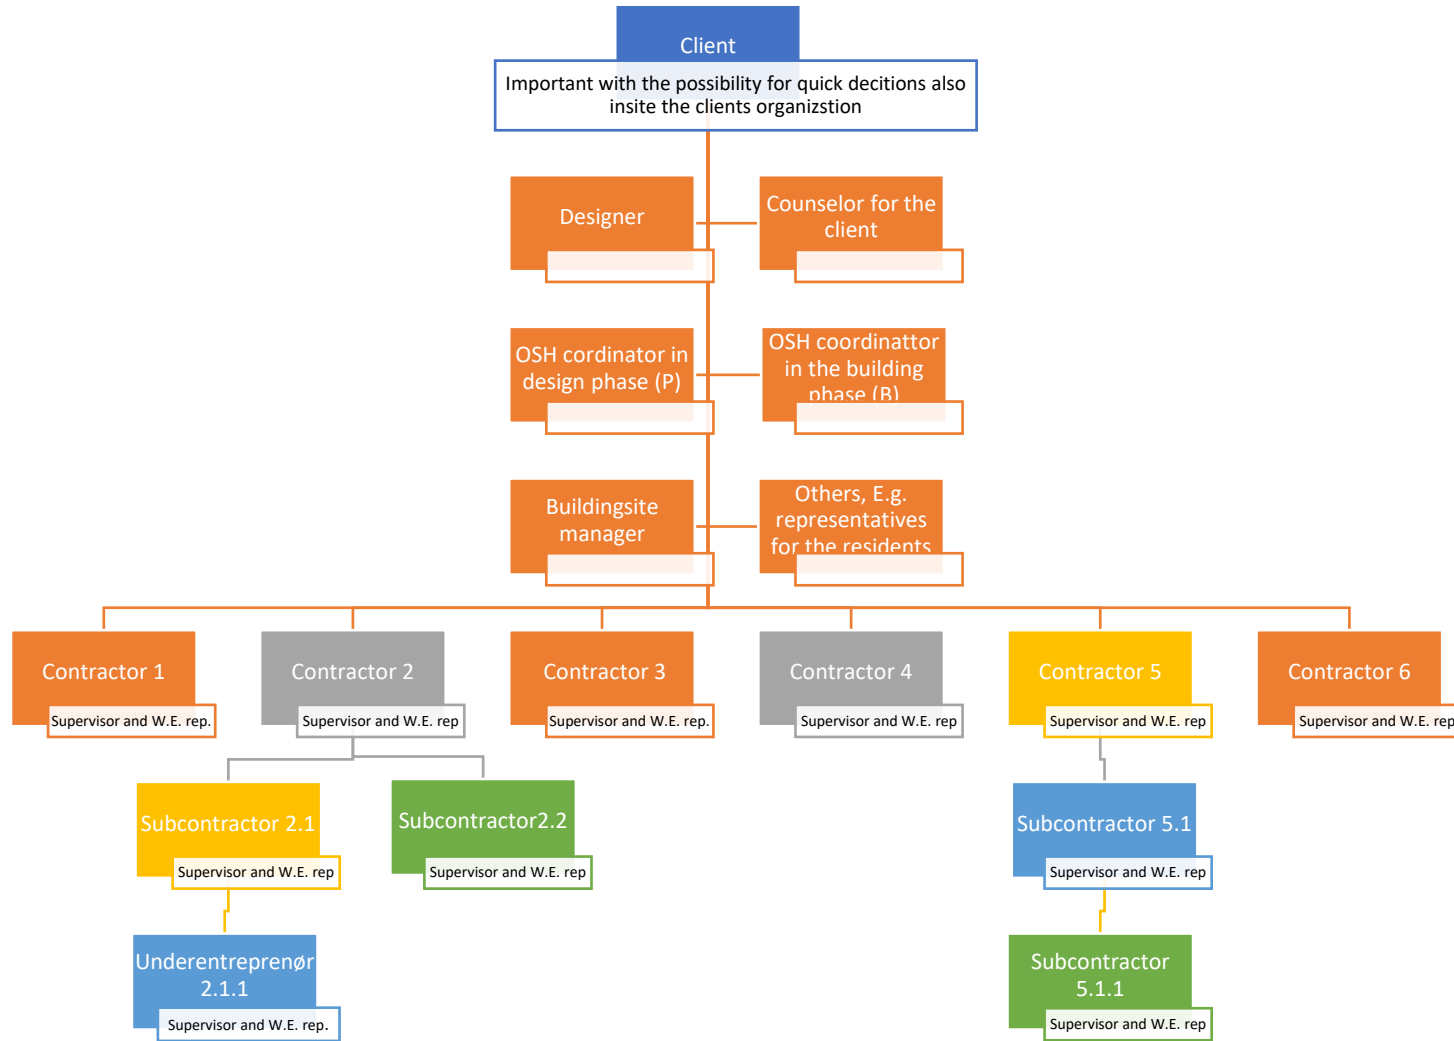 Client
Important with the possibility for quick decitions also
insite the clients organizstion
Designer
Counselor for the
client
OSH cordinator in
design phase (P)
OSH coordinattor
in the building
phase (B)
Buildingsite
manager
Others, E.g.
representatives
for the residents
Contractor 1
Supervisor and W.E. rep.
Contractor 2
Supervisor and W.E. rep
Contractor 3
Supervisor and W.E. rep.
Contractor 4
Supervisor and W.E. rep
Contractor 5
Supervisor and W.E. rep
Contractor 6
Supervisor and W.E. rep
Subcontractor 2.1
Supervisor and W.E. rep
Subcontractor2.2
Supervisor and W.E. rep
Subcontractor 5.1
Supervisor and W.E. rep
Underentreprenør
2.1.1
Supervisor and W.E. rep.
Subcontractor
5.1.1
Supervisor and W.E. rep